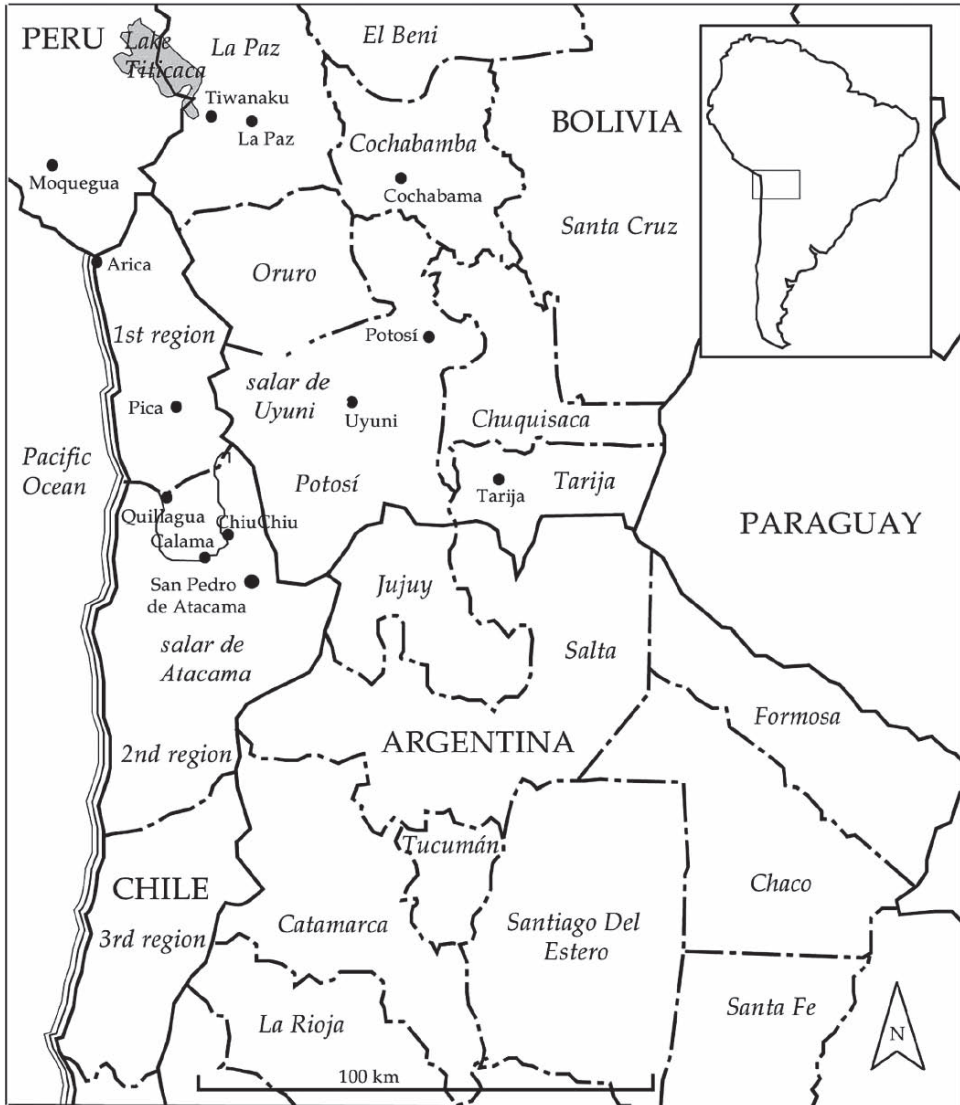 PERU
Lake
Titicaca
La Paz
El Beni
Tiwanaku
La Paz
BOLIVIA
Cochabamba
Moquegua
Cochabama
Santa Cruz
Arica
Oruro
1st region
Potosí
salar de
Uyuni
Pica
Uyuni
Chuquisaca
Pacific
Ocean
Potosí
Tarija
Tarija
Quillagua
ChiuChiu
Calama
PARAGUAY
San Pedro
de Atacama
Jujuy
salar de
Atacama
Salta
Formosa
2nd region
ARGENTINA
Tucumán
CHILE
Chaco
3rd region
Catamarca
Santiago Del
Estero
Santa Fe
La Rioja
N
100 km